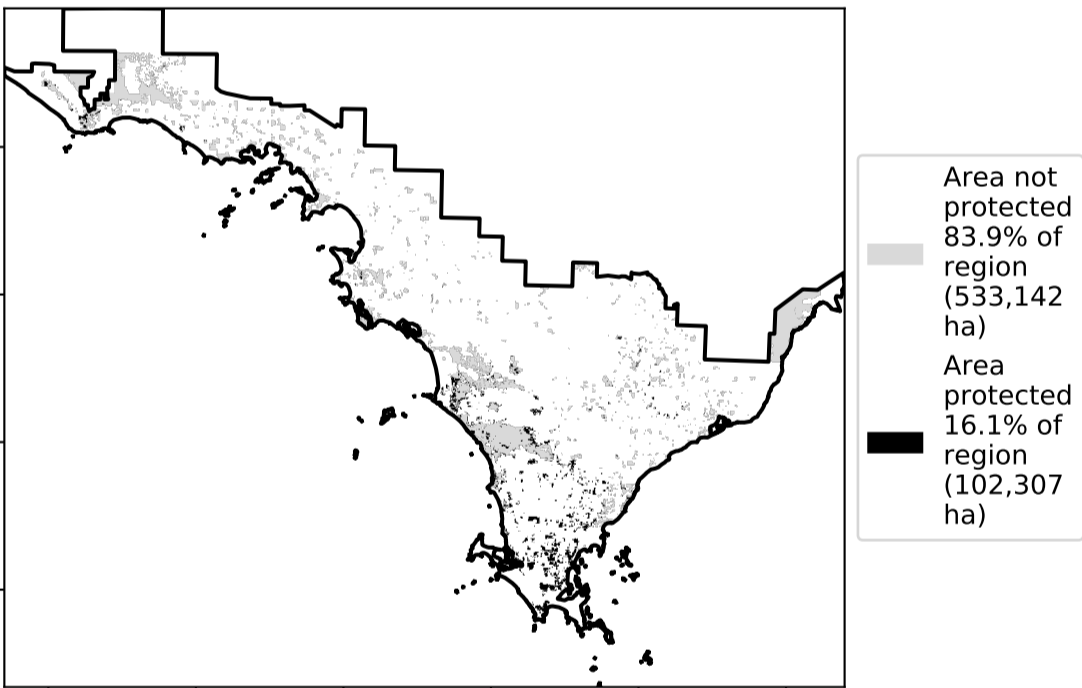 Area not
protected
83.9% of
region
(533,142
ha)
Area
protected
16.1% of
region
(102,307
ha)